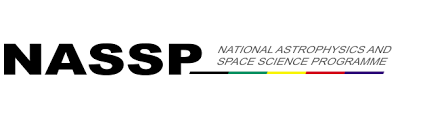 NASSP
NATIONAL ASTROPHYSICS AND
SPACE SCIENCE PROGRAMME